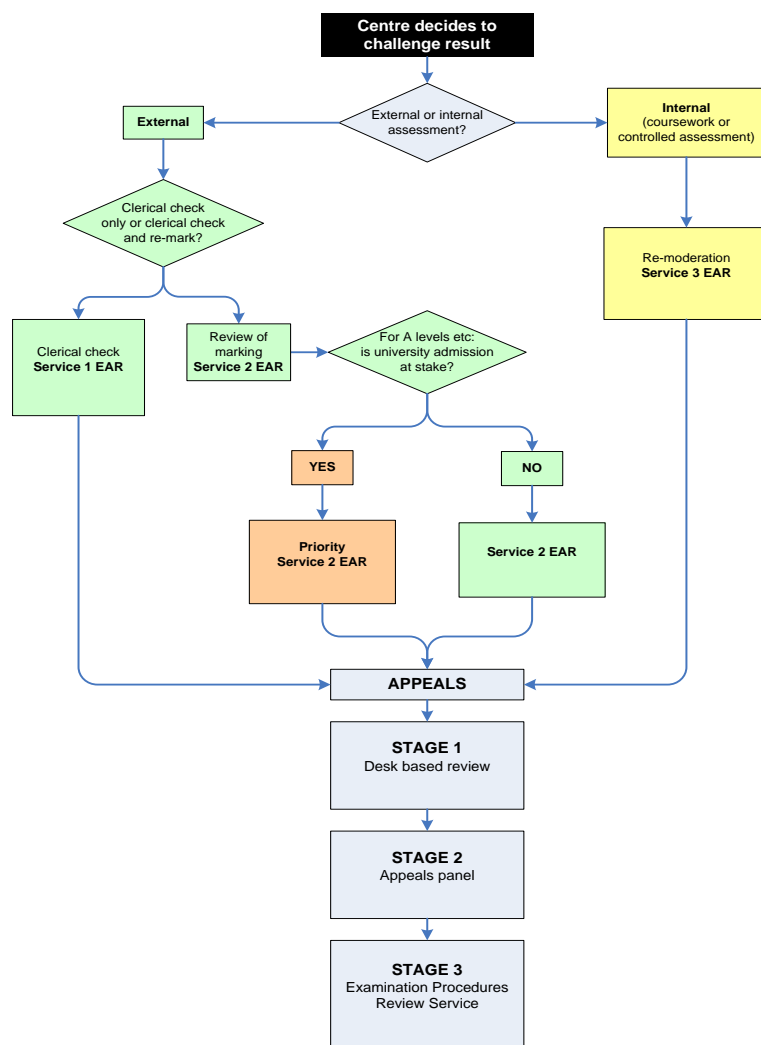 Centre decides to
challenge result
External or internal
assessment?
External
Internal
(coursework or
controlled assessment)
Clerical check
only or clerical check
and re-mark?
Re-moderation
Service 3 EAR
Clerical check
Service 1 EAR
Review of
marking
Service 2 EAR
For A levels etc:
is university admission
at stake?
YES
NO
Priority
Service 2 EAR
Service 2 EAR
APPEALS
STAGE 1
Desk based review
STAGE 2
Appeals panel
STAGE 3
Examination Procedures
Review Service